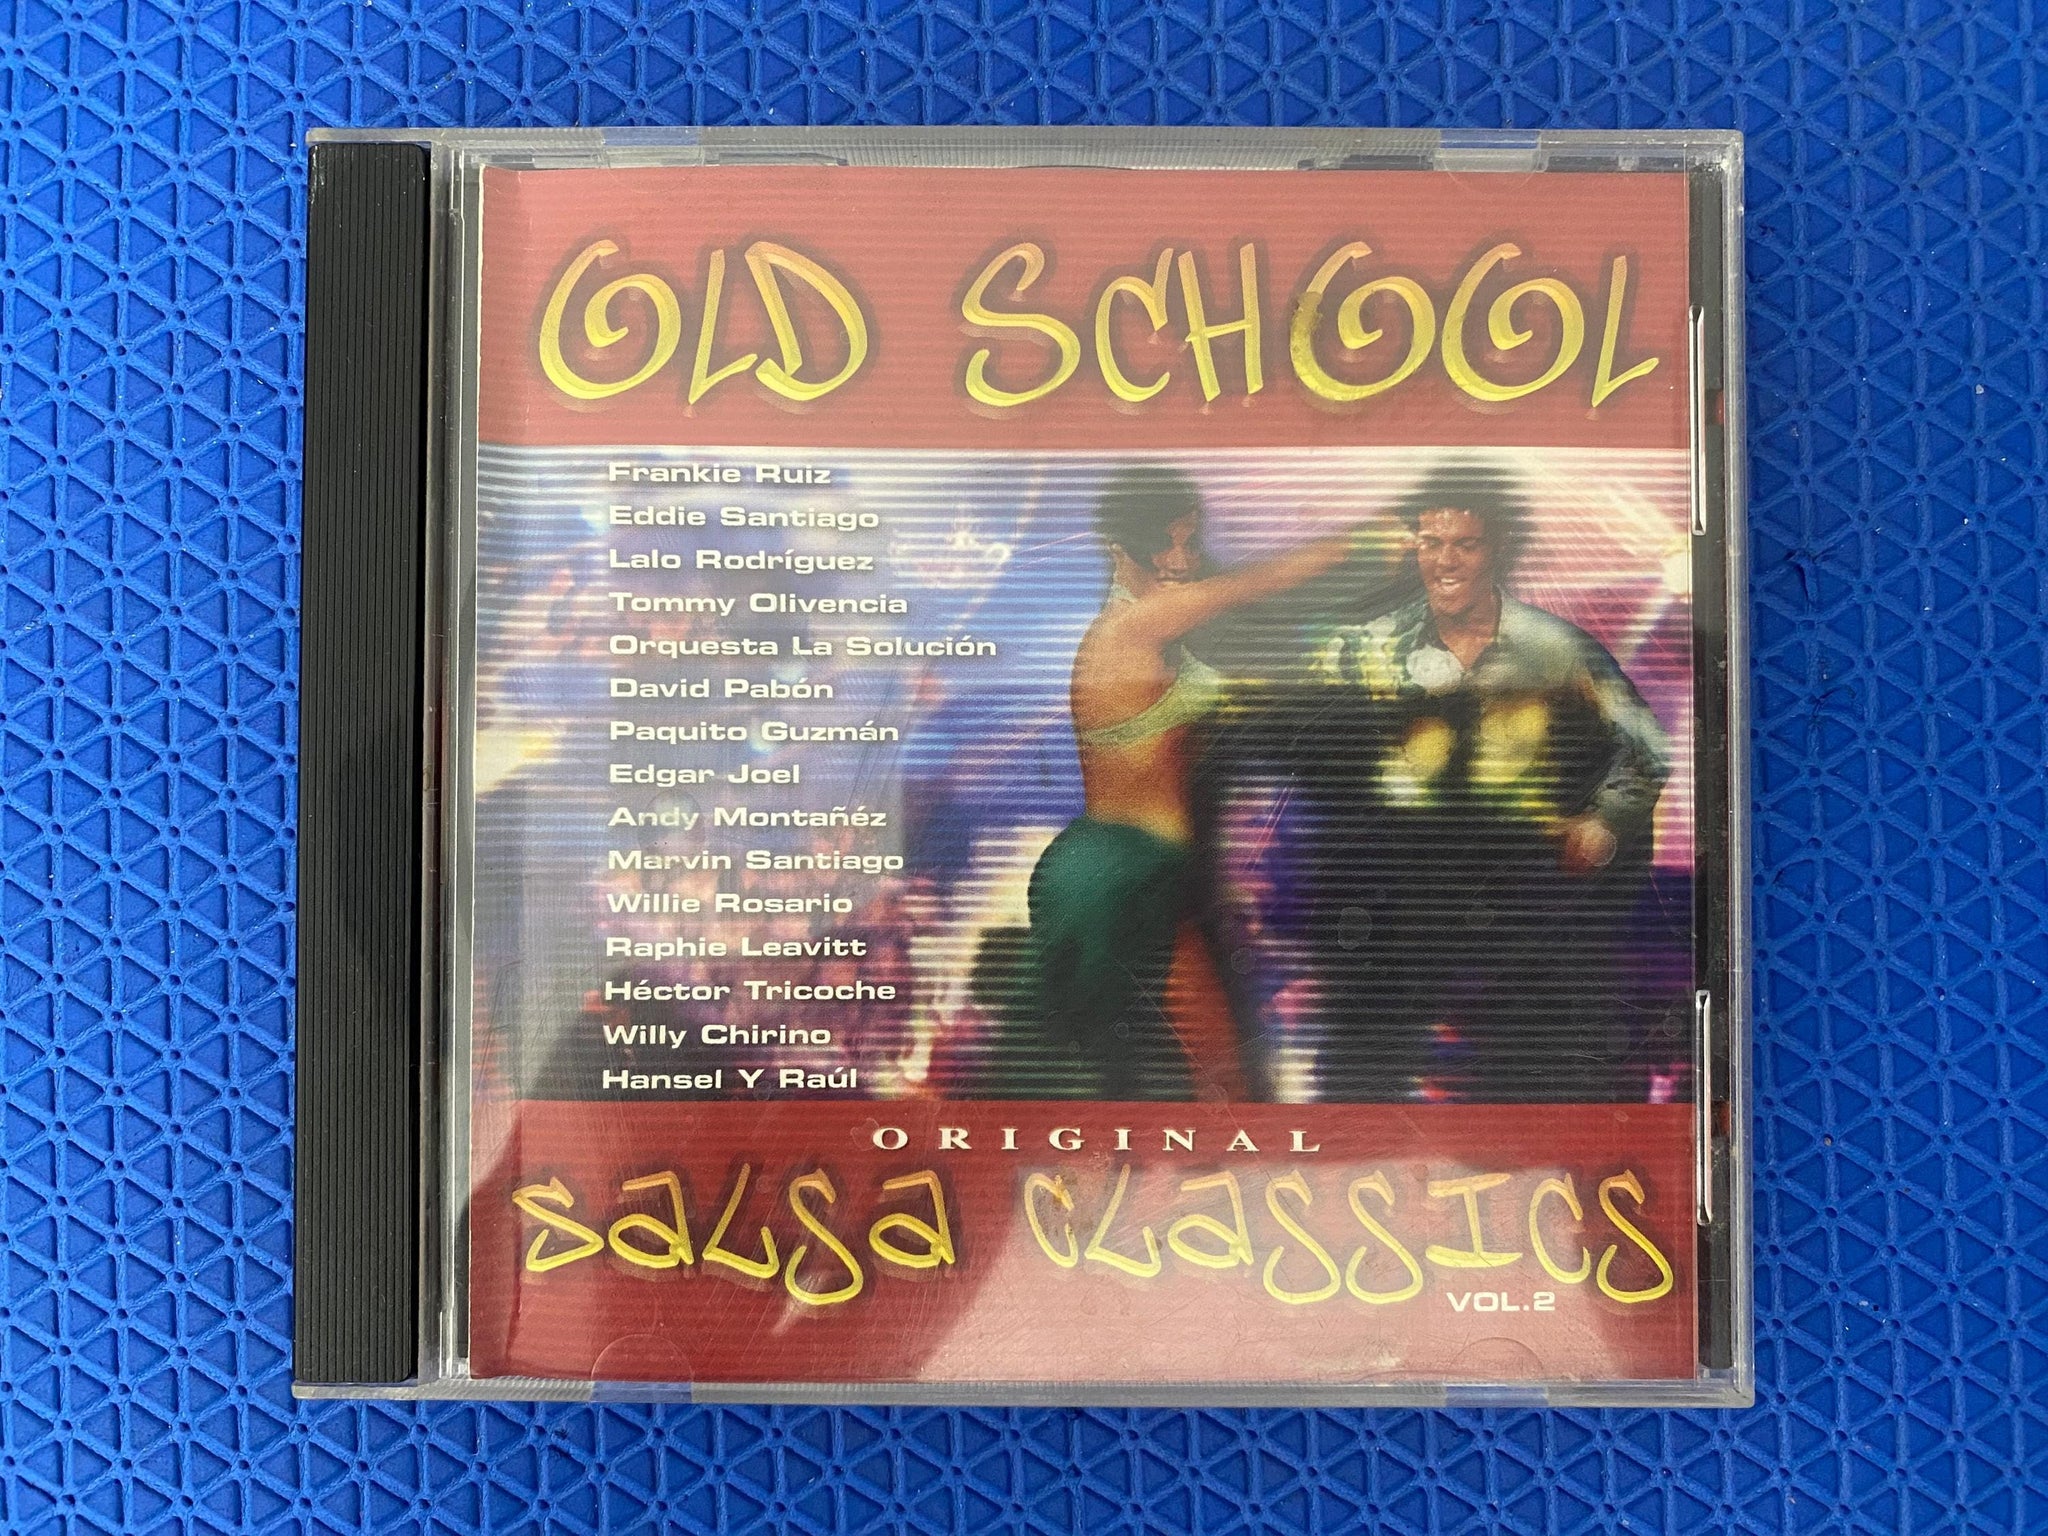 OLD SCHOOL
Frankie Ruiz
Eddie Santiago
Lalo Rodríguez
Tommy Olivencia
Orquesta La Solución
David Pabón
Paquito Guzmán
Edgar Joel
Andy Montañéz
Marvin Santiago
Willie Rosario
Raphie Leavitt
Héctor Tricoche
Willy Chirino
Hansel Y Raúl
ORIGINAL
SALSA CLASSICS
VOL.2